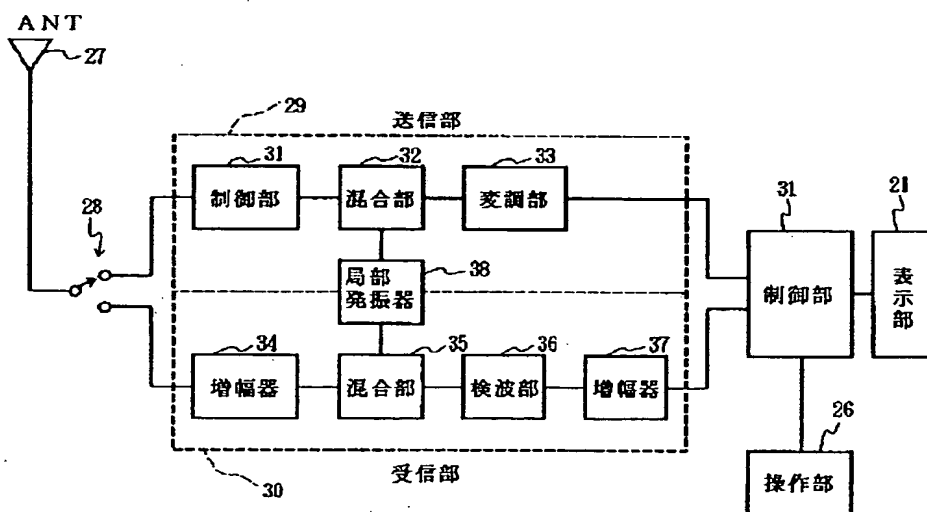 ANT
27
29
送信部
31
制御部
32
混合部
33
変調部
28
38
局部
発振器
34
増幅器
35
混合部
36
検波部
37
増幅器
30
受信部
31
制御部
21
表示部
26
操作部